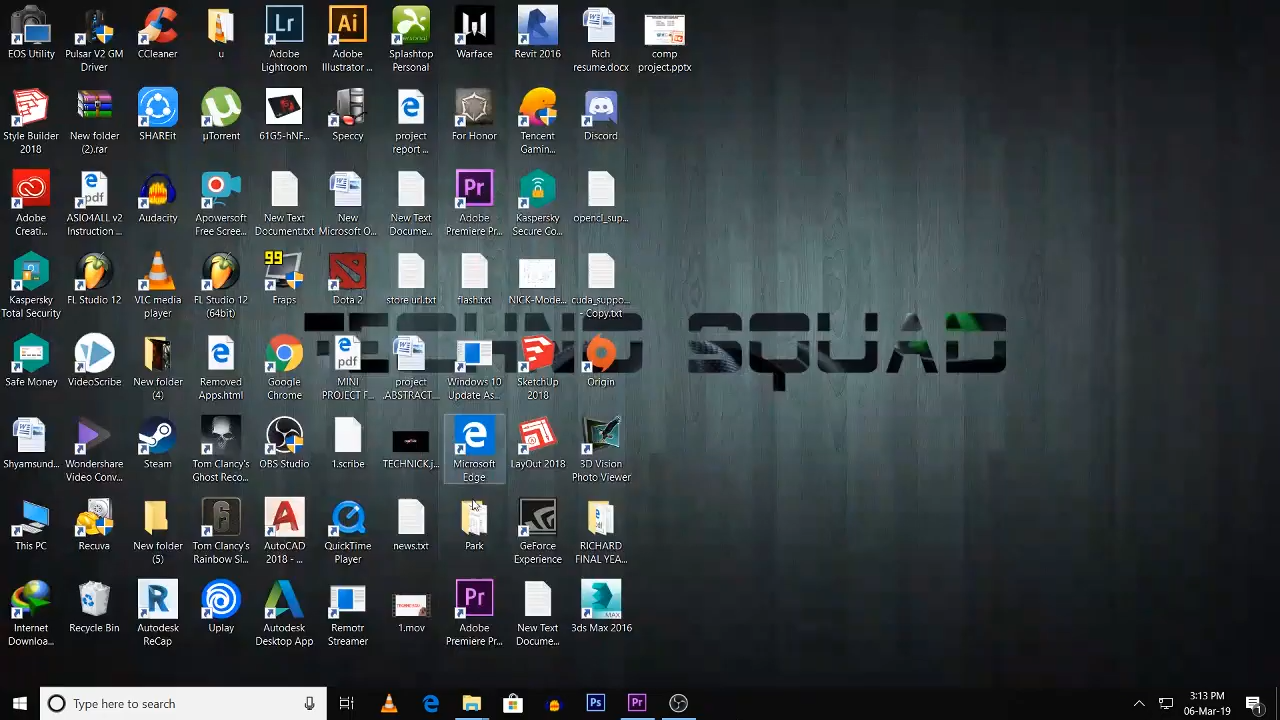 EOS Utility
Pulsar V2 GM
Driver
CCleaner
u
Adobe
Lightroom
Adobe
Illustrator ...
Splashtop
Personal
Warface
Revit 2016
Rich
resume.docx
comp
project.pptx
Style Builder
2018
New folder
(2).rar
SHAREit
µTorrent
61G5-hNF...
Speccy
project
report ...
For Honor
Tencent
Gamin...
Discord
Adobe
Creati...
ASIO4ALL v2
Instruction ...
Audacity
Apowersoft
Free Scree...
New Text
Document.txt
New
Microsoft O...
New Text
Docume...
Adobe
Premiere Pr...
Kaspersky
Secure Co...
opencl_sup...
Kaspersky
Total Security
FL Studio 12
VLC media
player
FL Studio 12
(64bit)
Fraps
Dota 2
store url.txt
flash.txt
NICK-Mode...
cuda_suppo...
- Copy.txt
TECHNO SQUAD
Safe Money
VideoScribe
New folder
(4)
Removed
Apps.html
Google
Chrome
MINI
PROJECT F...
project
ABSTRACT...
Windows 10
Update As...
SketchUp
2018
Origin
Shyamsund...
Wondershare
Video Conv...
Steam
Tom Clancy's
Ghost Reco...
OBS Studio
1.scribe
TECHNICK.j...
Microsoft
Edge
LayOut 2018
3D Vision
Photo Viewer
This PC
Recuva
New folder
(5)
Tom Clancy's
Rainbow Si...
AutoCAD
2018 - ...
QuickTime
Player
news.txt
Park
GeForce
Experience
RICHARD
FINAL YEA...
Internet
Downloa...
Recycle Bin
Autodesk
ReCap
Uplay
Autodesk
Desktop App
Remotr
Streamer
1.mov
Adobe
Premiere Pr...
New Text
Docume...
3ds Max 2016
Type here to search
3:13 PM
06-Mar-19